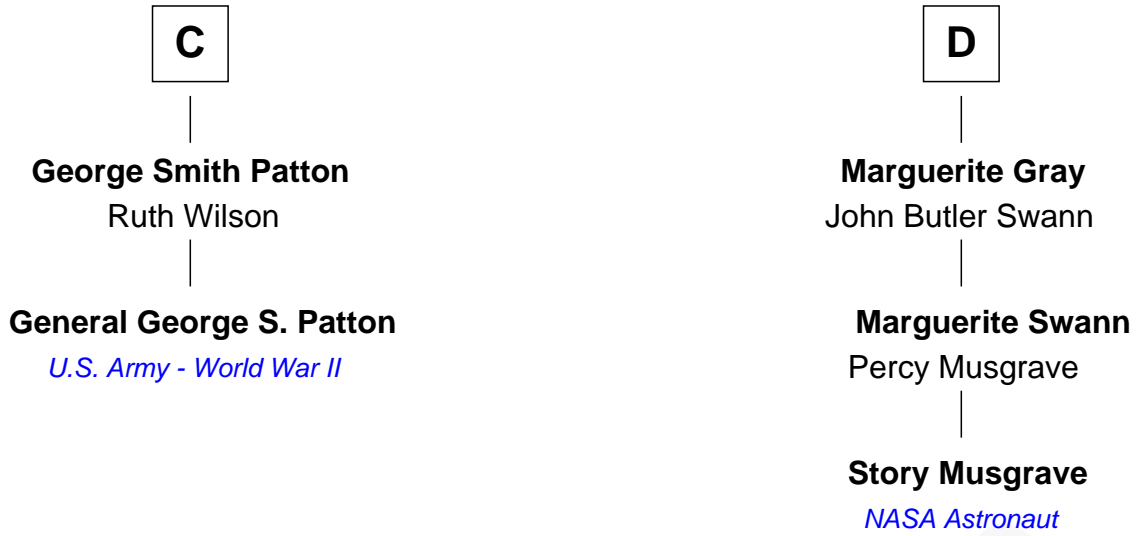 C
George Smith Patton
Ruth Wilson
General George S. Patton
U.S. Army - World War II
D
Marguerite Gray
John Butler Swann
Marguerite Swann
Percy Musgrave
Story Musgrave
NASA Astronaut